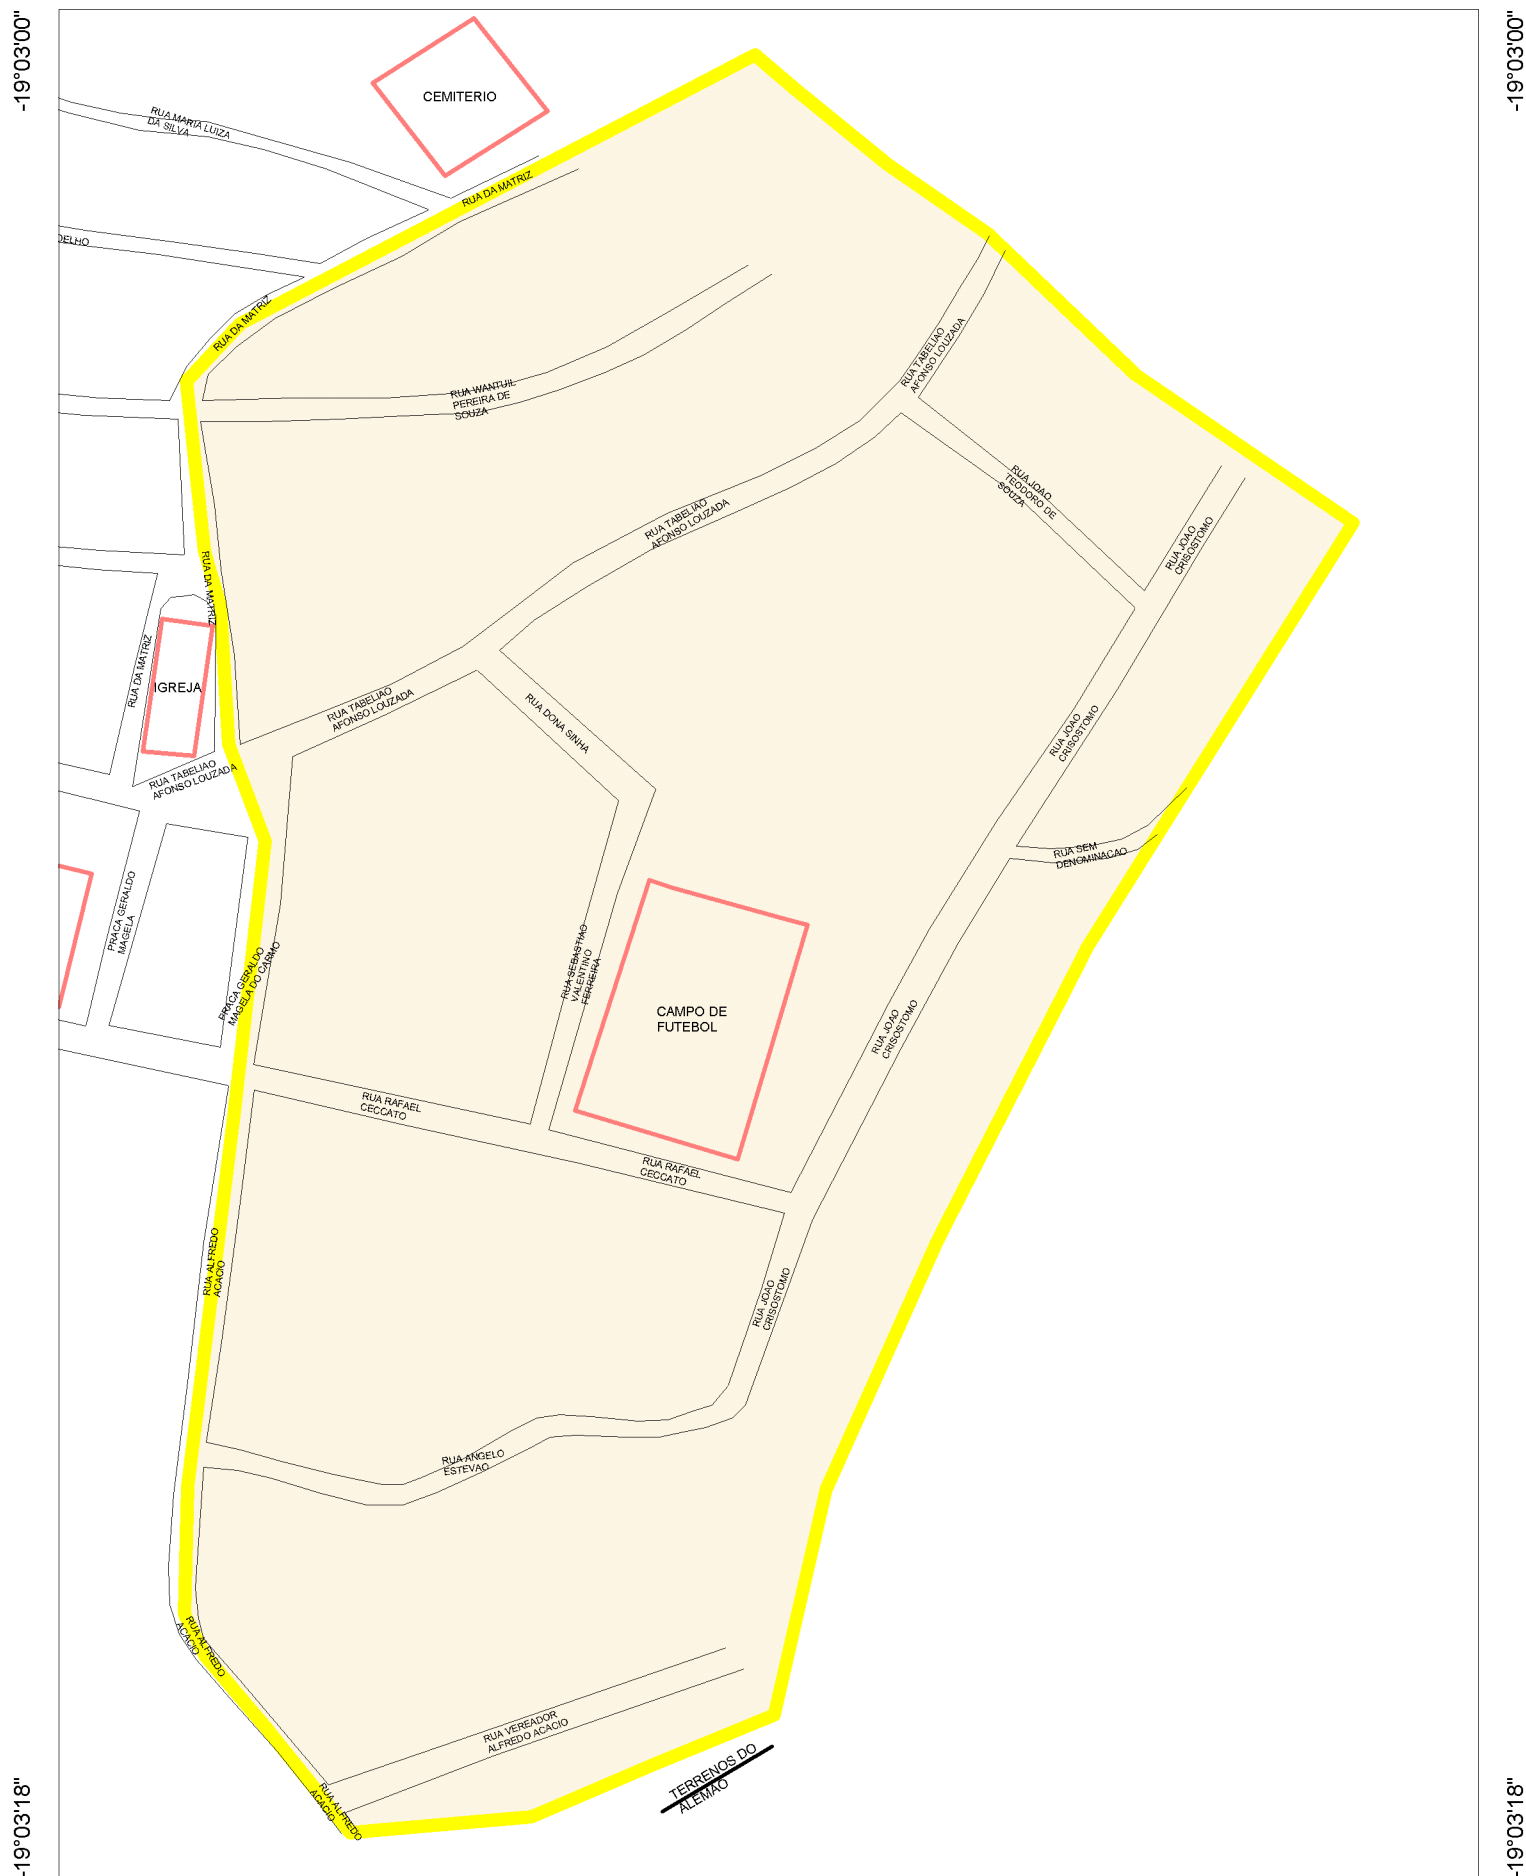 -19°03'00"
-19°03'00"
CEMITERIO
RUA MARIA LUIZA
DA SILVA
RUA DA MATRIZ
OELHO
RUA DA MATRIZ
RUA TABELIAO
AFONSO LOUZADA
RUA WANTUIL
PEREIRA DE
SOUZA
RUA JOAO
TEODORO DE
SOUZA
RUA TABELIAO
AFONSO LOUZADA
RUA JOAO
CRISOSTOMO
RUA DA MATRIZ
RUA DA MATRIZ
IGREJA
RUA TABELIAO
AFONSO LOUZADA
RUA DONA SINHA
RUA JOAO
CRISOSTOMO
RUA TABELIAO
AFONSO LOUZADA
RUA SEM
DENOMINACAO
PRACA GERALDO
MAGELA
PRACA GERALDO
MAGELA DO CARMO
RUA SEBASTIAO
VALENTINO
FERREIRA
CAMPO DE
FUTEBOL
RUA JOAO
CRISOSTOMO
RUA RAFAEL
CECCATO
RUA RAFAEL
CECCATO
RUA ALFREDO
ACACIO
RUA JOAO
CRISOSTOMO
RUA ANGELO
ESTEVAO
RUA ALFREDO
ACACIO
RUA VEREADOR
ALFREDO ACACIO
RUA ALFREDO
ACACIO
TERRENOS DO
ALEMAO
-19°03'18"
-19°03'18"